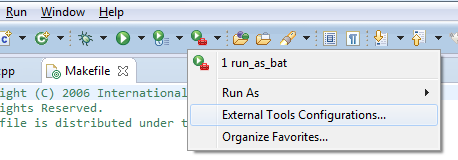 Run Window Help
pp Makefile
1 run_as_bat
ight (C) 2006 International
Run As
ghts Reserved.
file is distributed under t
External Tools Configurations...
Organize Favorites...